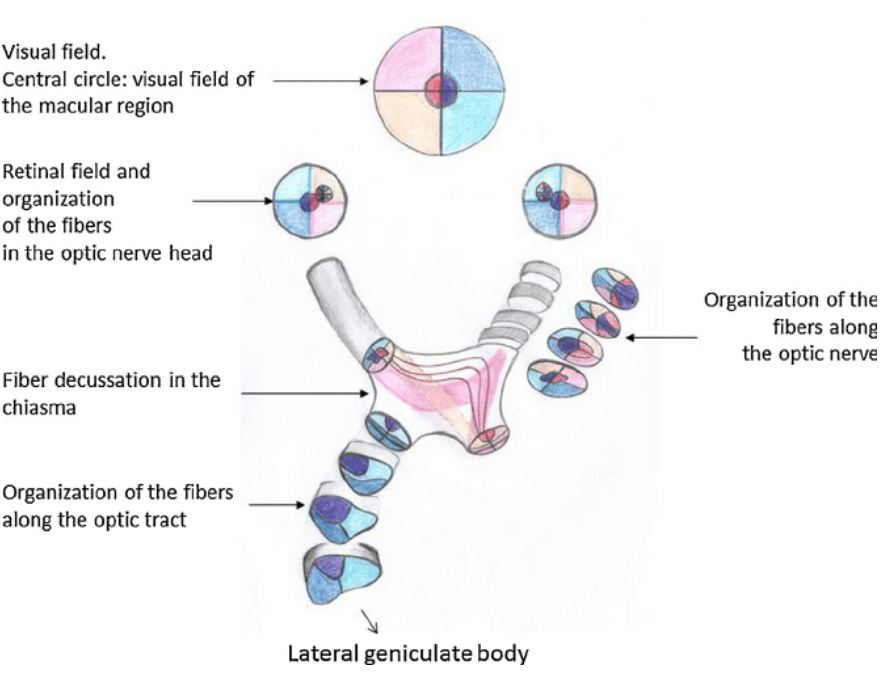 Visual field.
Central circle: visual field of
the macular region
Retinal field and
organization
of the fibers
in the optic nerve head
Organization of the
fibers along
the optic nerve
Fiber decussation in the
chiasma
Organization of the fibers
along the optic tract
Lateral geniculate body